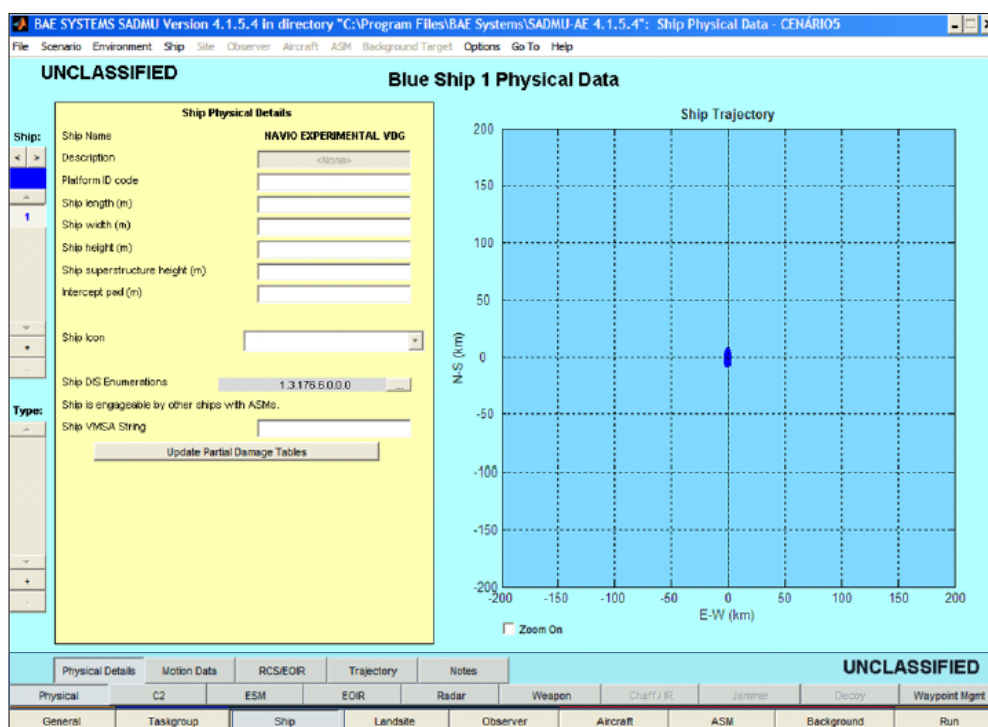 BAE SYSTEMS SADMU Version 4.1.5.4 in directory "C:\Program Files\BAE Systems\SADMU-AE 4.1.5.4": Ship Physical Data - CENÁRIO5
File Scenario Environment Ship Site Observer Aircraft ASM Background Target Options Go To Help
UNCLASSIFIED
Blue Ship 1 Physical Data
Ship:
< >
1
+
-
Type:
+
-
Ship Physical Details
Ship Name NAVIO EXPERIMENTAL VDG
Description <None>
Platform ID code
Ship length (m)
Ship width (m)
Ship height (m)
Ship superstructure height (m)
Intercept pad (m)
Ship Icon
Ship DIS Enumerations 1.3.176.6.0.0.0 ...
Ship is engageable by other ships with ASMs.
Ship VMSA String
Update Partial Damage Tables
Ship Trajectory
200
150
100
50
0
-50
-100
-150
-200
N-S (km)
-200 -150 -100 -50 0 50 100 150 200
E-W (km)
Zoom On
Physical Details Motion Data RCS/EOIR Trajectory Notes
UNCLASSIFIED
Physical C2 ESM EOIR Radar Weapon Chaff / IR Jammer Decoy Waypoint Mgmt
General Taskgroup Ship Landsite Observer Aircraft ASM Background Run